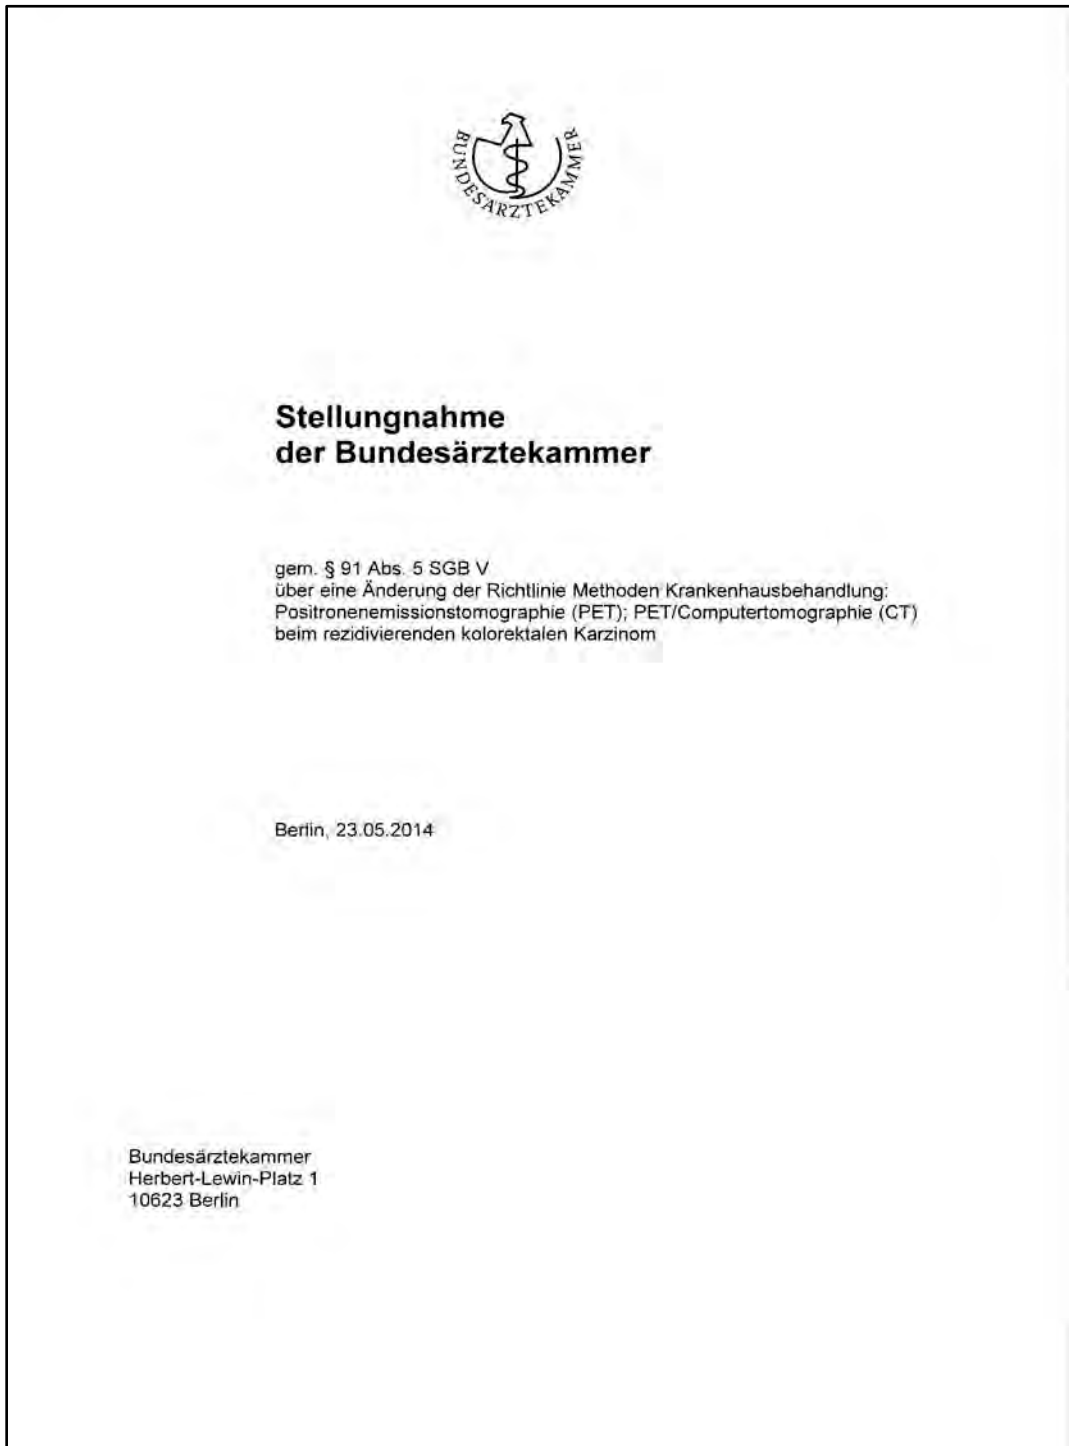 BUNDESÄRZTEKAMMER
Stellungnahme
der Bundesärztekammer
gem. § 91 Abs. 5 SGB V
über eine Änderung der Richtlinie Methoden Krankenhausbehandlung:
Positronenemissionstomographie (PET); PET/Computertomographie (CT)
beim rezidivierenden kolorektalen Karzinom
Berlin, 23.05.2014
Bundesärztekammer
Herbert-Lewin-Platz 1
10623 Berlin